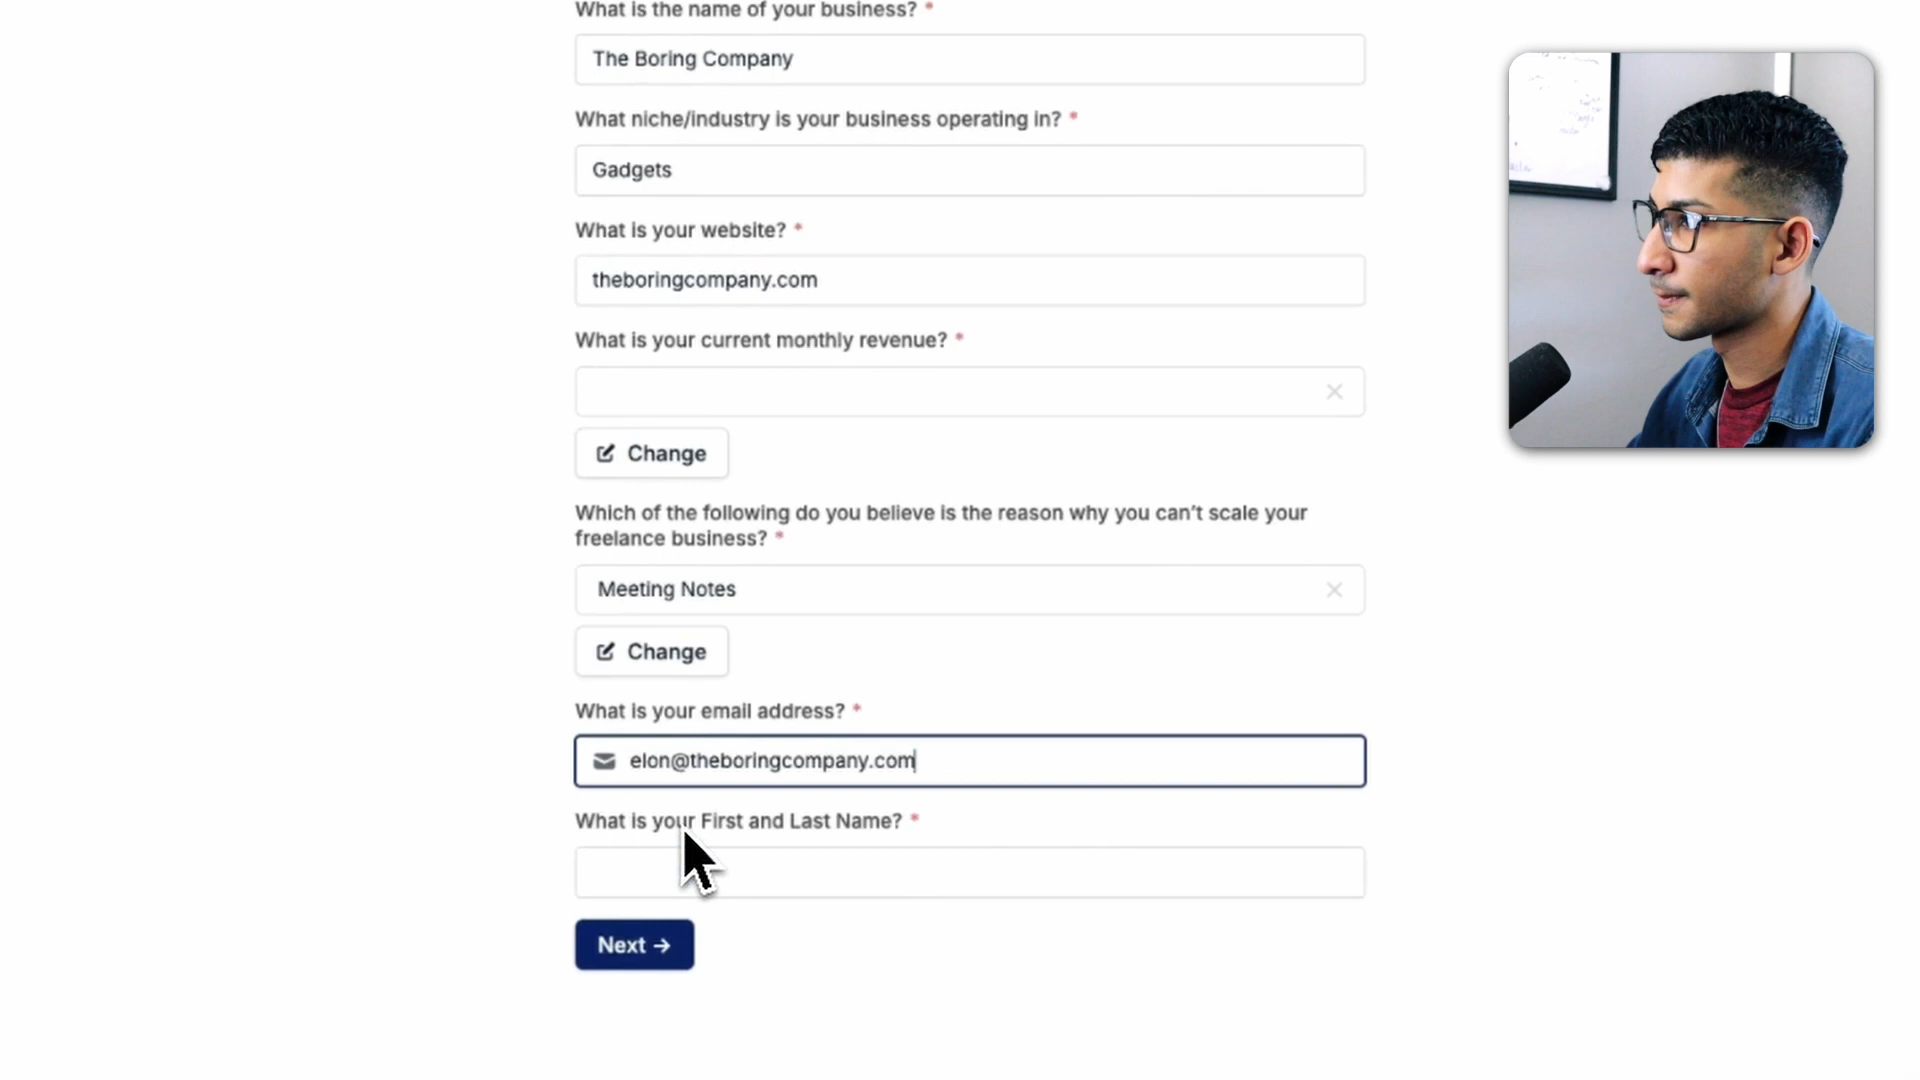 What is the name of your business? *
The Boring Company
What niche/industry is your business operating in? *
Gadgets
What is your website? *
theboringcompany.com
What is your current monthly revenue? *
Change
Which of the following do you believe is the reason why you can't scale your
freelance business? *
Meeting Notes
Change
What is your email address? *
elon@theboringcompany.com
What is your First and Last Name? *
Next →